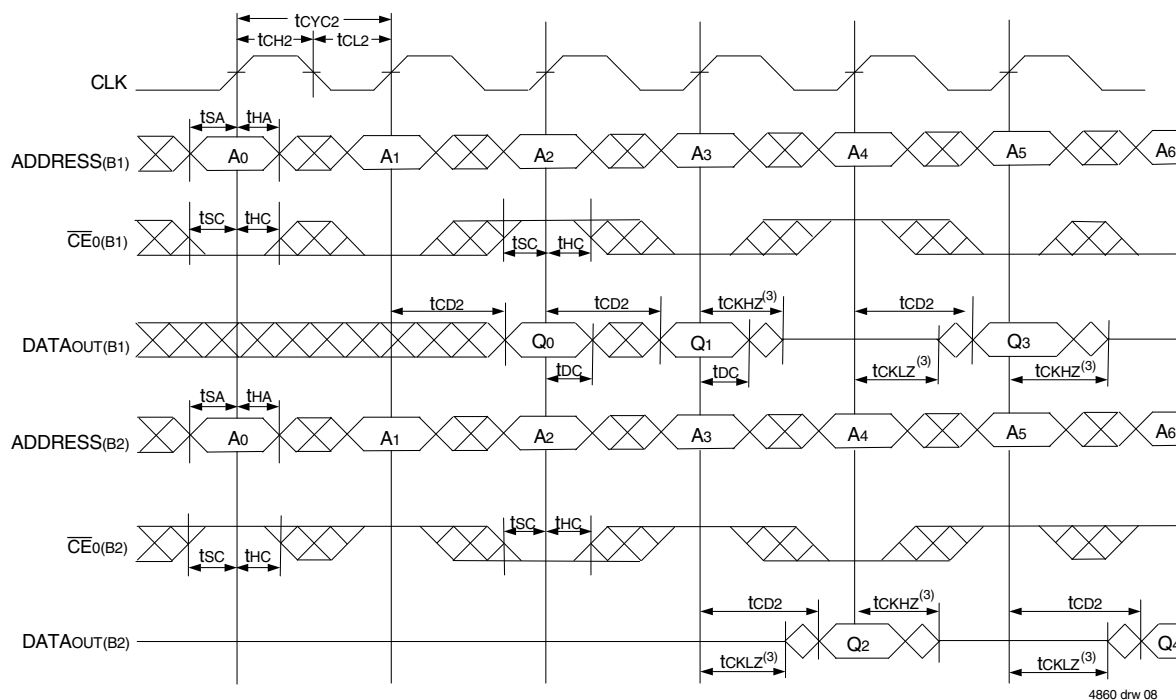 tCYC2
tCH2 tCL2
CLK
tSA tHA
ADDRESS(B1) A0 A1 A2 A3 A4 A5 A6
tSC tHC
CE0(B1)
tSC tHC
tCD2 tCD2 tCKHZ(3) tCD2
DATAOUT(B1) Q0 Q1 Q3
tDC tDC tCKLZ(3) tCKHZ(3)
tSA tHA
ADDRESS(B2) A0 A1 A2 A3 A4 A5 A6
tSC tHC
CE0(B2)
tSC tHC
tCD2 tCKHZ(3) tCD2
DATAOUT(B2) Q2 Q4
tCKLZ(3) tCKLZ(3)
4860 drw 08